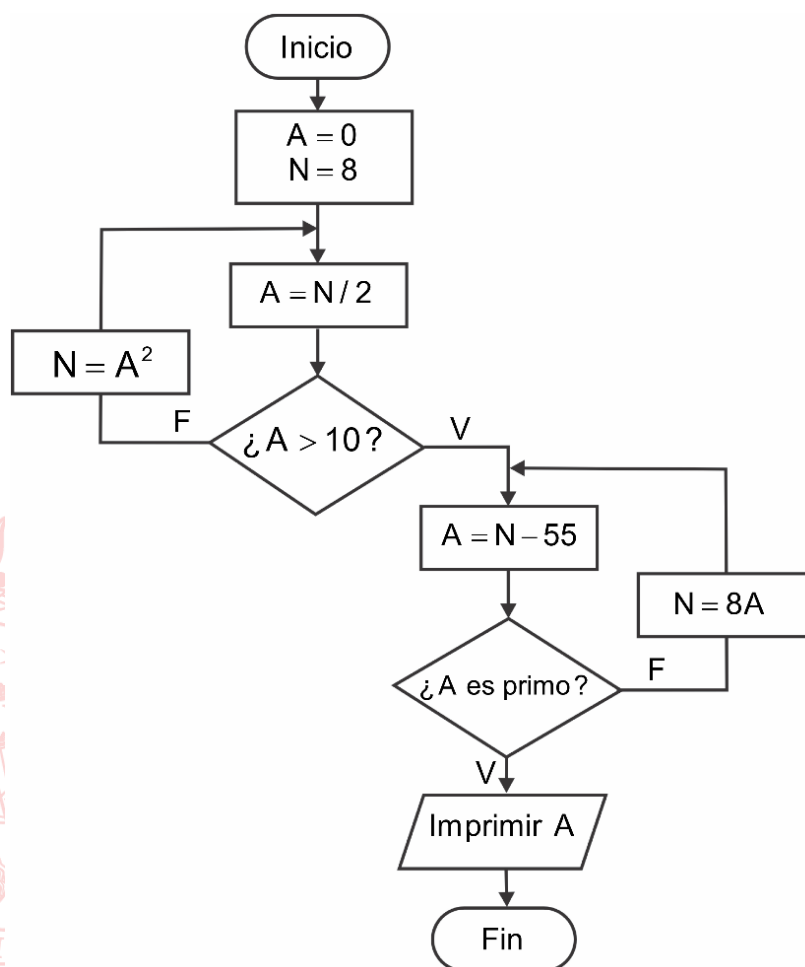 Inicio
A = 0
N = 8
A = N / 2
N = A²
F
¿A > 10?
V
A = N − 55
N = 8A
¿A es primo?
F
V
Imprimir A
Fin